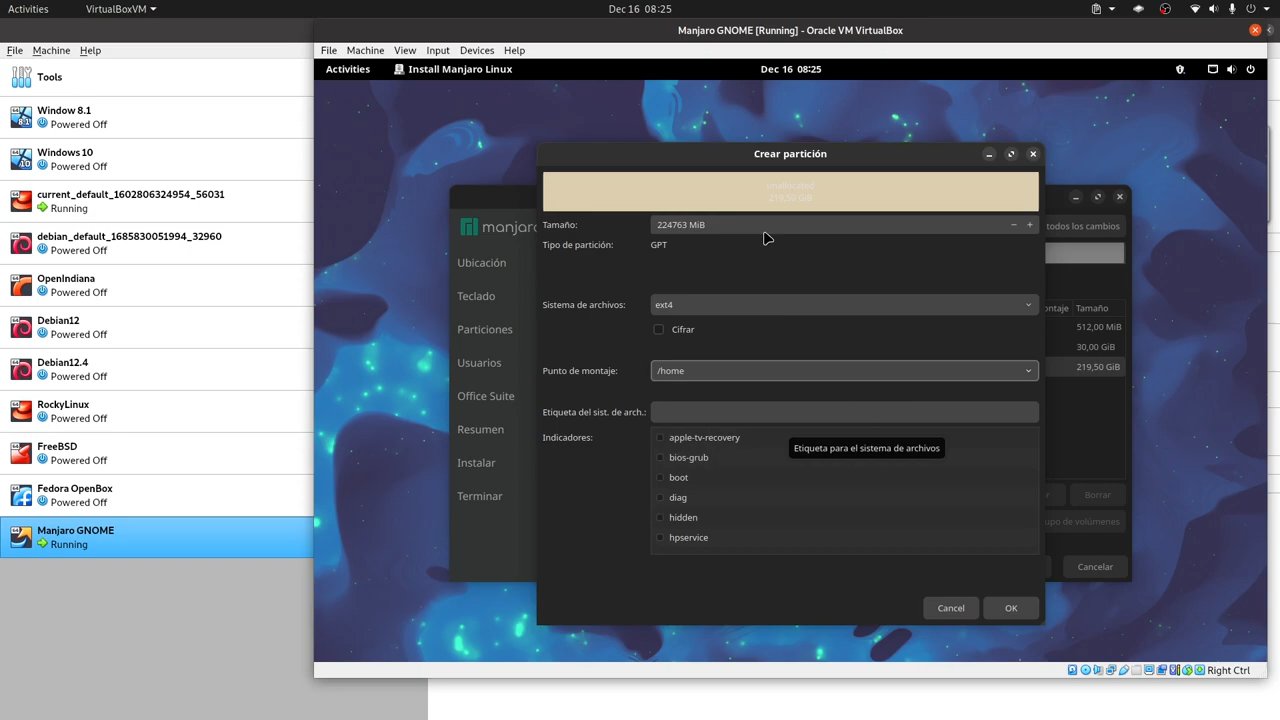 Activities
VirtualBoxVM
Dec 16 08:25
Manjaro GNOME [Running] - Oracle VM VirtualBox
File Machine Help
File Machine View Input Devices Help
Activities
Install Manjaro Linux
Dec 16 08:25
Tools
Window 8.1
Powered Off
Windows 10
Powered Off
current_default_1602806324954_56031
Running
debian_default_1685830051994_32960
Powered Off
OpenIndiana
Powered Off
Debian12
Powered Off
Debian12.4
Powered Off
RockyLinux
Powered Off
FreeBSD
Powered Off
Fedora OpenBox
Powered Off
Manjaro GNOME
Running
manjaro
Ubicación
Teclado
Particiones
Usuarios
Office Suite
Resumen
Instalar
Terminar
Crear partición
unallocated
219,50 GiB
Tamaño: 224763 MiB
Tipo de partición: GPT
Sistema de archivos: ext4
Cifrar
Punto de montaje: /home
Etiqueta del sist. de arch.:
Indicadores:
apple-tv-recovery
bios-grub
boot
diag
hidden
hpservice
Etiqueta para el sistema de archivos
Cancel
OK
todos los cambios
ontaje Tamaño
512,00 MiB
30,00 GiB
219,50 GiB
r
Borrar
upo de volúmenes
Cancelar
Right Ctrl